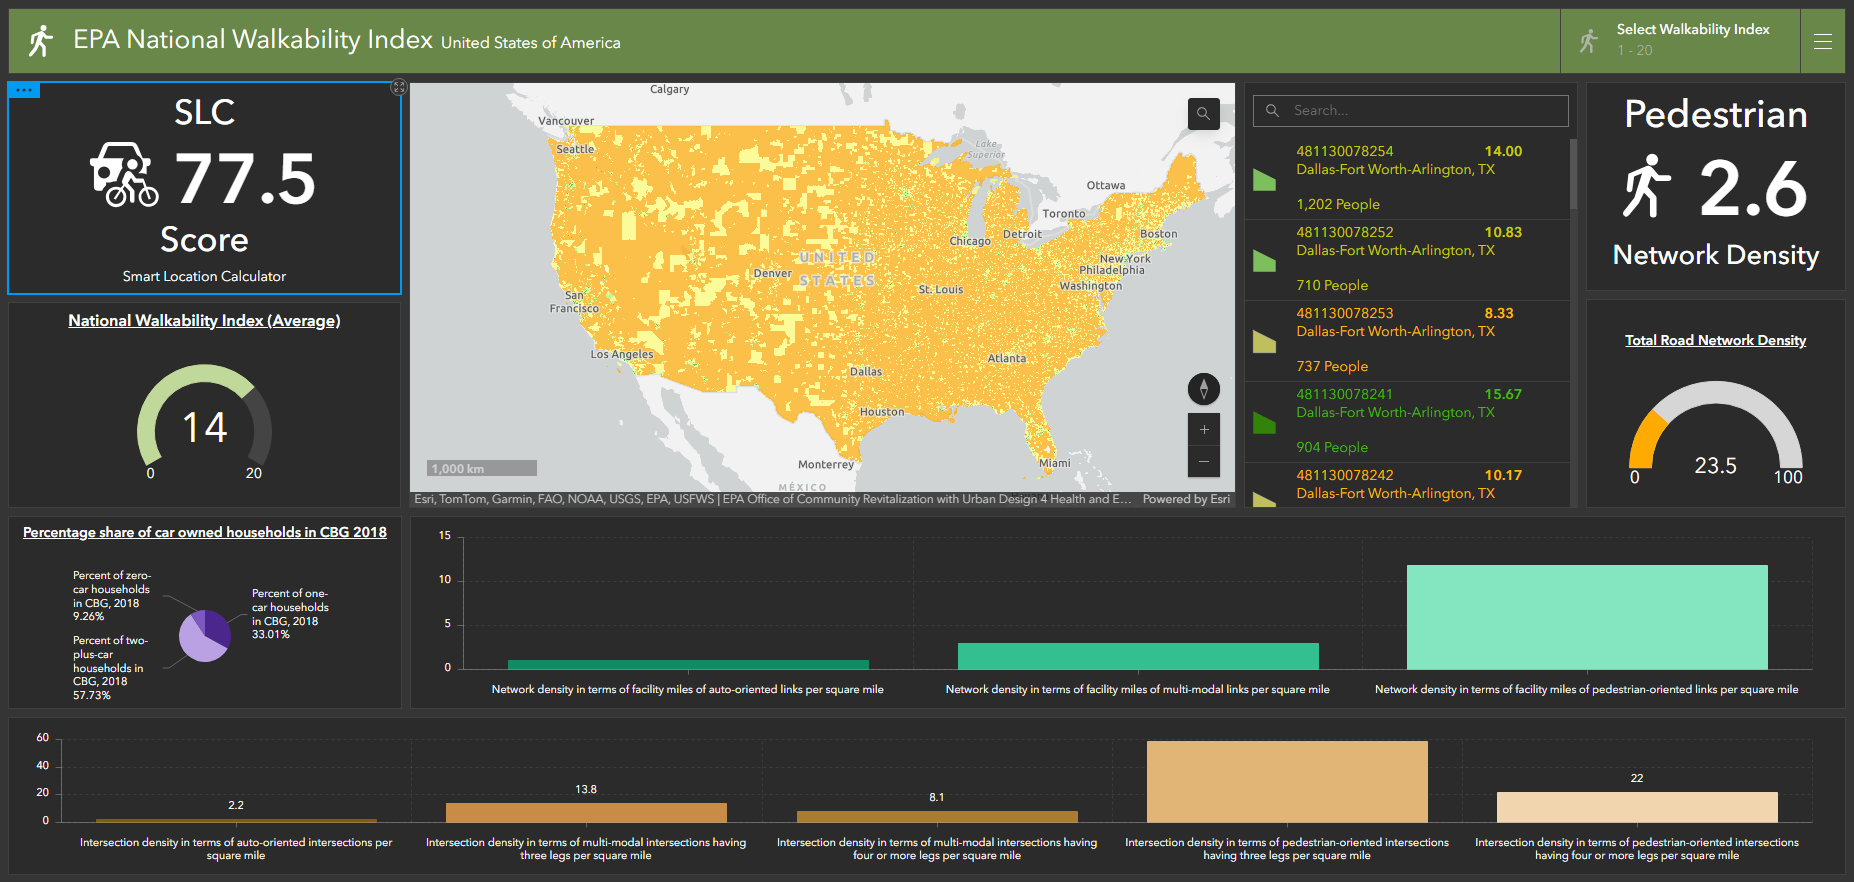 EPA National Walkability Index United States of America
Select Walkability Index
1 - 20
SLC
77.5
Score
Smart Location Calculator
National Walkability Index (Average)
14
0
20
Calgary
Vancouver
Seattle
Lake
Superior
Ottawa
Toronto
Boston
Chicago
Detroit
New York
Philadelphia
UNITED
STATES
Denver
Washington
St. Louis
San
Francisco
Los Angeles
Atlanta
Dallas
Houston
Monterrey
Miami
MÉXICO
1,000 km
Esri, TomTom, Garmin, FAO, NOAA, USGS, EPA, USFWS | EPA Office of Community Revitalization with Urban Design 4 Health and E...
Powered by Esri
Search...
481130078254 14.00
Dallas-Fort Worth-Arlington, TX
1,202 People
481130078252 10.83
Dallas-Fort Worth-Arlington, TX
710 People
481130078253 8.33
Dallas-Fort Worth-Arlington, TX
737 People
481130078241 15.67
Dallas-Fort Worth-Arlington, TX
904 People
481130078242 10.17
Dallas-Fort Worth-Arlington, TX
Pedestrian
2.6
Network Density
Total Road Network Density
23.5
0
100
Percentage share of car owned households in CBG 2018
Percent of zero-
car households
in CBG, 2018
9.26%
Percent of one-
car households
in CBG, 2018
33.01%
Percent of two-
plus-car
households in
CBG, 2018
57.73%
15
10
5
0
Network density in terms of facility miles of auto-oriented links per square mile
Network density in terms of facility miles of multi-modal links per square mile
Network density in terms of facility miles of pedestrian-oriented links per square mile
60
40
20
0
2.2
13.8
8.1
22
Intersection density in terms of auto-oriented intersections per
square mile
Intersection density in terms of multi-modal intersections having
three legs per square mile
Intersection density in terms of multi-modal intersections having
four or more legs per square mile
Intersection density in terms of pedestrian-oriented intersections
having three legs per square mile
Intersection density in terms of pedestrian-oriented intersections
having four or more legs per square mile